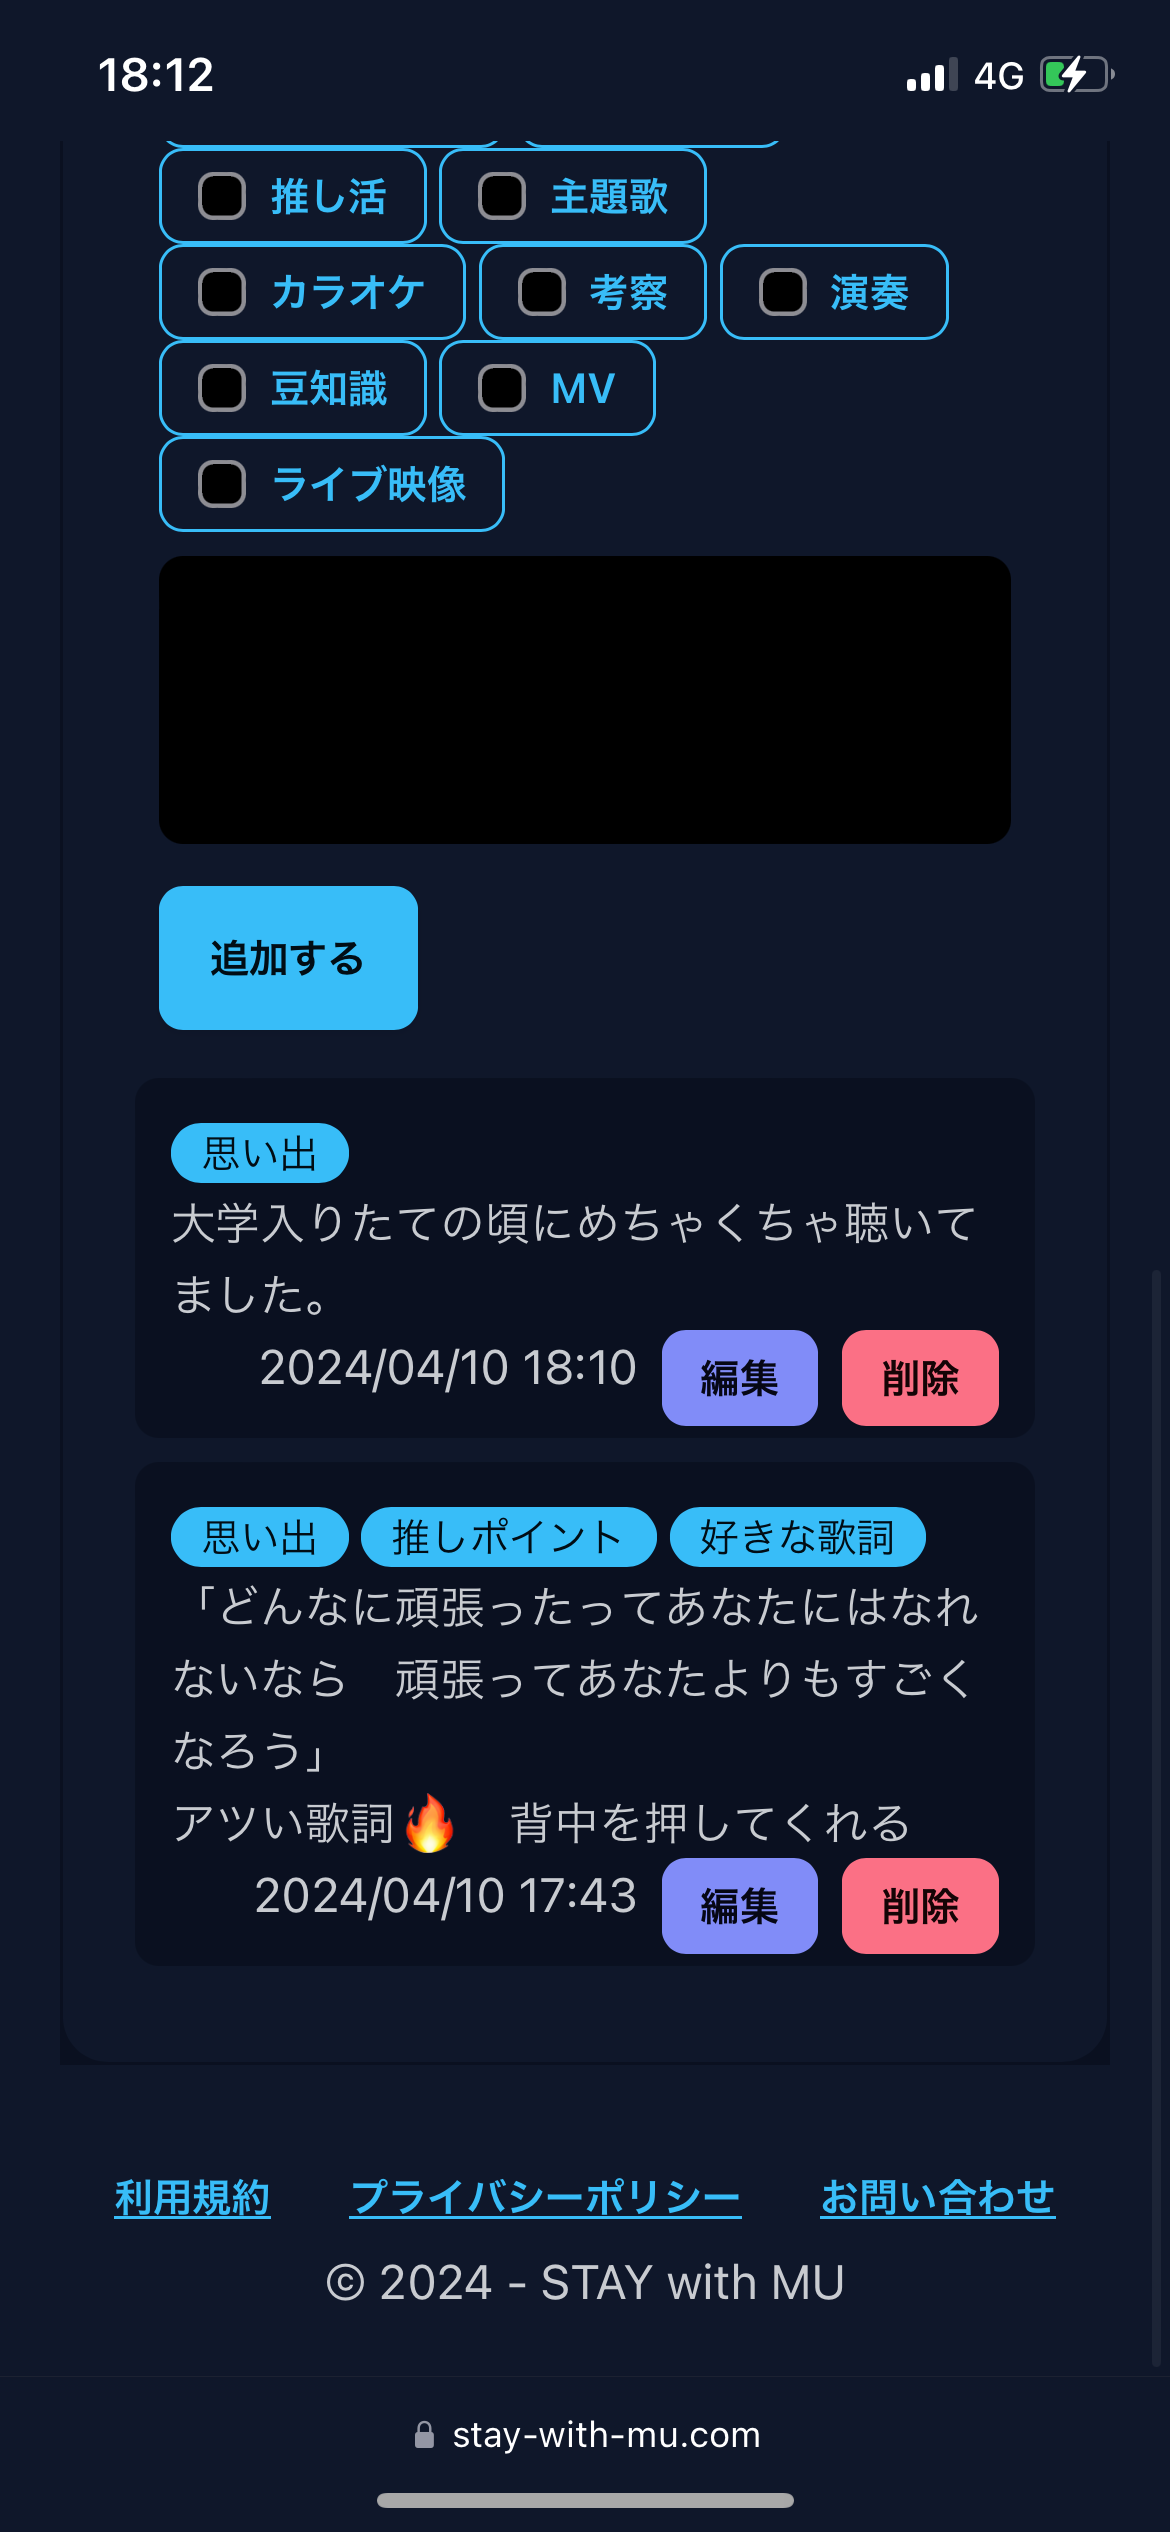 18:12 4G
推し活 主題歌
カラオケ 考察 演奏
豆知識 MV
ライブ映像
追加する
思い出
大学入りたての頃にめちゃくちゃ聴いて
ました。
2024/04/10 18:10 編集 削除
思い出 推しポイント 好きな歌詞
「どんなに頑張ったってあなたにはなれ
ないなら　頑張ってあなたよりもすごく
なろう」
アツい歌詞🔥　背中を押してくれる
2024/04/10 17:43 編集 削除
利用規約 プライバシーポリシー お問い合わせ
© 2024 - STAY with MU
stay-with-mu.com